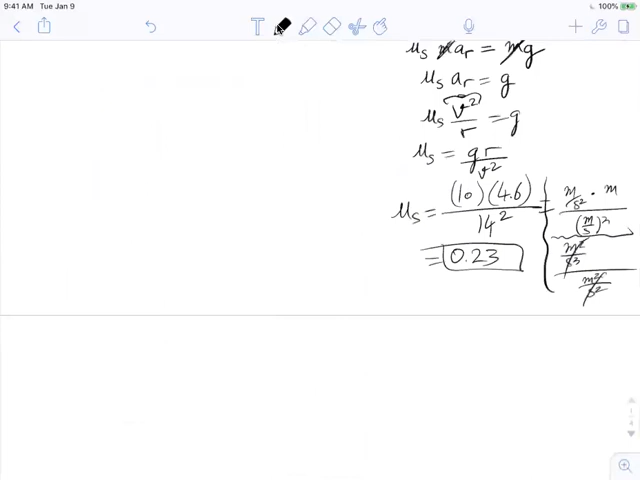 9:41 AM Tue Jan 9
100%
T
μs m ar = m g
μs ar = g
μs v²/r = g
μs = gr/v²
μs = (10)(4.6)/14²
= 0.23
m/s² · m
(m/s)²
m²/s²
m²/s²